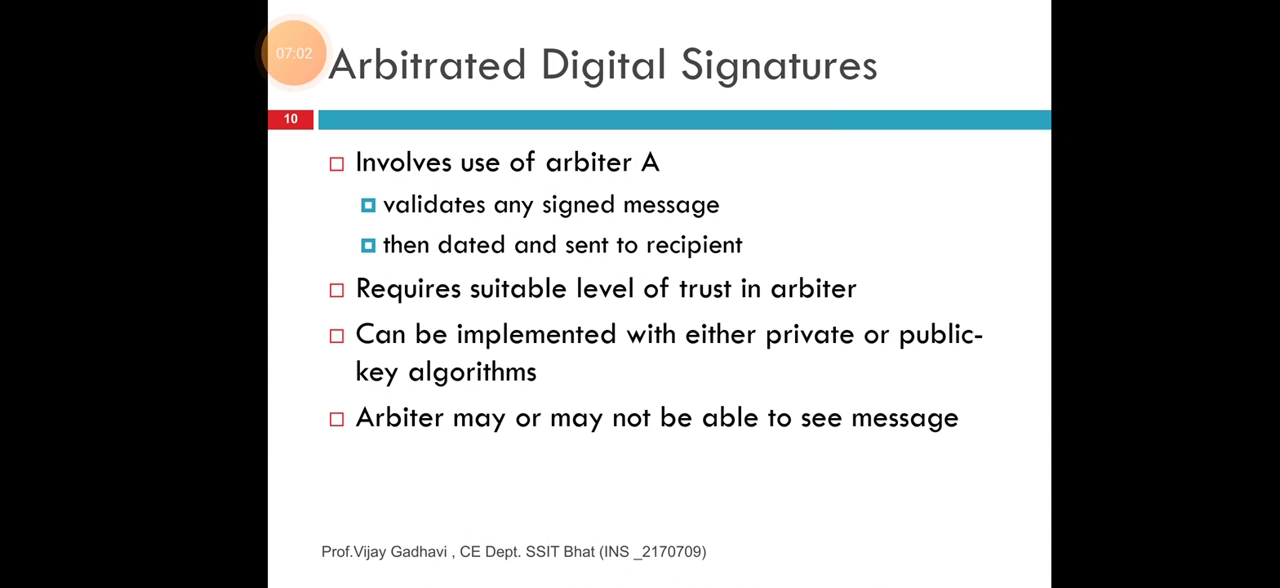 07:02
Arbitrated Digital Signatures
10
Involves use of arbiter A
validates any signed message
then dated and sent to recipient
Requires suitable level of trust in arbiter
Can be implemented with either private or public-
key algorithms
Arbiter may or may not be able to see message
Prof.Vijay Gadhavi , CE Dept. SSIT Bhat (INS _2170709)